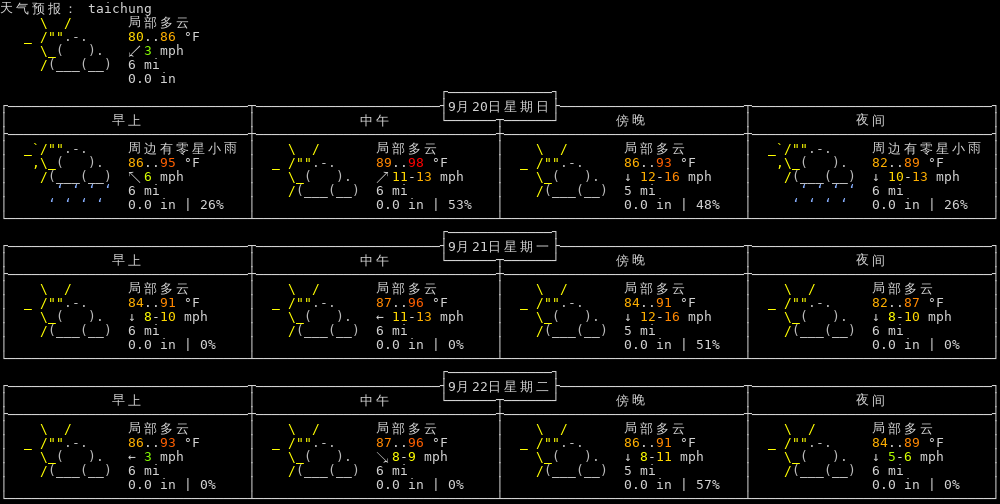 天气预报： taichung
局部多云
80..86 °F
↙ 3 mph
6 mi
0.0 in
9月20日星期日
早上 中午 傍晚 夜间
周边有零星小雨 局部多云 局部多云 周边有零星小雨
86..95 °F 89..98 °F 86..93 °F 82..89 °F
↖ 6 mph ↗ 11-13 mph ↓ 12-16 mph ↓ 10-13 mph
6 mi 6 mi 5 mi 6 mi
0.0 in | 26% 0.0 in | 53% 0.0 in | 48% 0.0 in | 26%
9月21日星期一
早上 中午 傍晚 夜间
局部多云 局部多云 局部多云 局部多云
84..91 °F 87..96 °F 84..91 °F 82..87 °F
↓ 8-10 mph ← 11-13 mph ↓ 12-16 mph ↓ 8-10 mph
6 mi 6 mi 5 mi 6 mi
0.0 in | 0% 0.0 in | 0% 0.0 in | 51% 0.0 in | 0%
9月22日星期二
早上 中午 傍晚 夜间
局部多云 局部多云 局部多云 局部多云
86..93 °F 87..96 °F 86..91 °F 84..89 °F
← 3 mph ↘ 8-9 mph ↓ 8-11 mph ↓ 5-6 mph
6 mi 6 mi 5 mi 6 mi
0.0 in | 0% 0.0 in | 0% 0.0 in | 57% 0.0 in | 0%